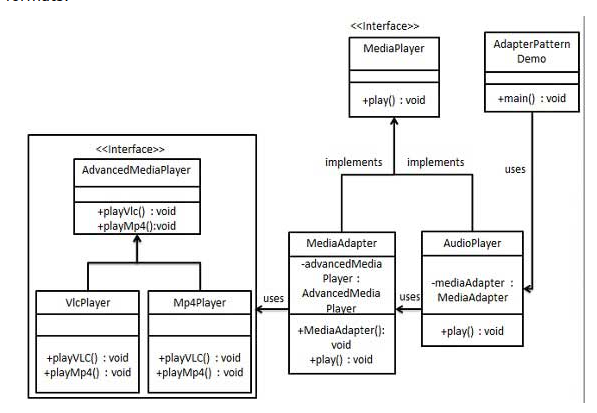 <<Interface>>
MediaPlayer
+play() : void
AdapterPattern
Demo
+main() : void
implements
implements
uses
<<Interface>>
AdvancedMediaPlayer
+playVlc() : void
+playMp4():void
MediaAdapter
-advancedMedia
Player :
AdvancedMedia
Player
+MediaAdapter():
void
+play() : void
AudioPlayer
-mediaAdapter :
MediaAdapter
+play() : void
uses
uses
VlcPlayer
+playVLC() : void
+playMp4() : void
Mp4Player
+playVLC() : void
+playMp4() : void